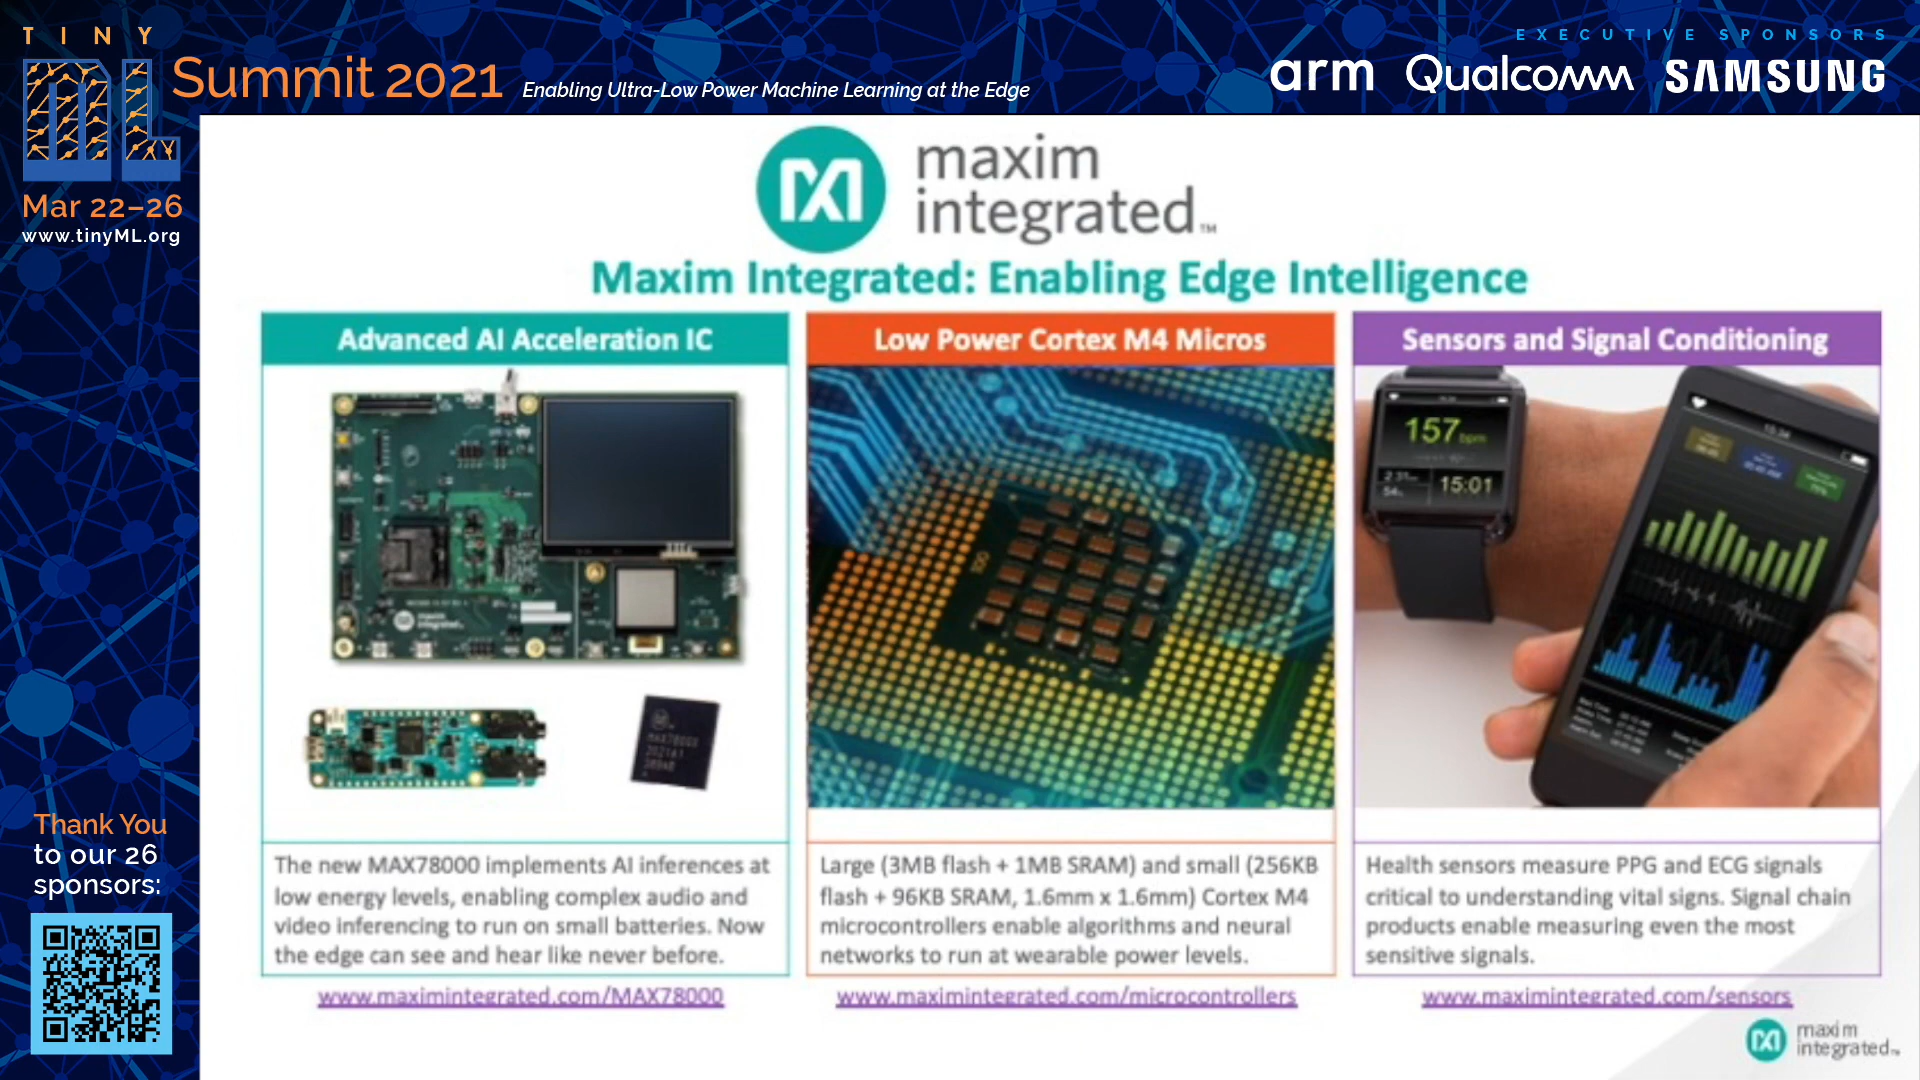 TINY
ML Summit 2021
Enabling Ultra-Low Power Machine Learning at the Edge
EXECUTIVE SPONSORS
arm Qualcomm SAMSUNG
Mar 22–26
www.tinyML.org
maxim
integrated™
Maxim Integrated: Enabling Edge Intelligence
Advanced AI Acceleration IC
maxim
integrated
The new MAX78000 implements AI inferences at
low energy levels, enabling complex audio and
video inferencing to run on small batteries. Now
the edge can see and hear like never before.
www.maximintegrated.com/MAX78000
Low Power Cortex M4 Micros
Large (3MB flash + 1MB SRAM) and small (256KB
flash + 96KB SRAM, 1.6mm x 1.6mm) Cortex M4
microcontrollers enable algorithms and neural
networks to run at wearable power levels.
www.maximintegrated.com/microcontrollers
Sensors and Signal Conditioning
157 bpm
15:01
Health sensors measure PPG and ECG signals
critical to understanding vital signs. Signal chain
products enable measuring even the most
sensitive signals.
www.maximintegrated.com/sensors
Thank You
to our 26
sponsors:
maxim
integrated™